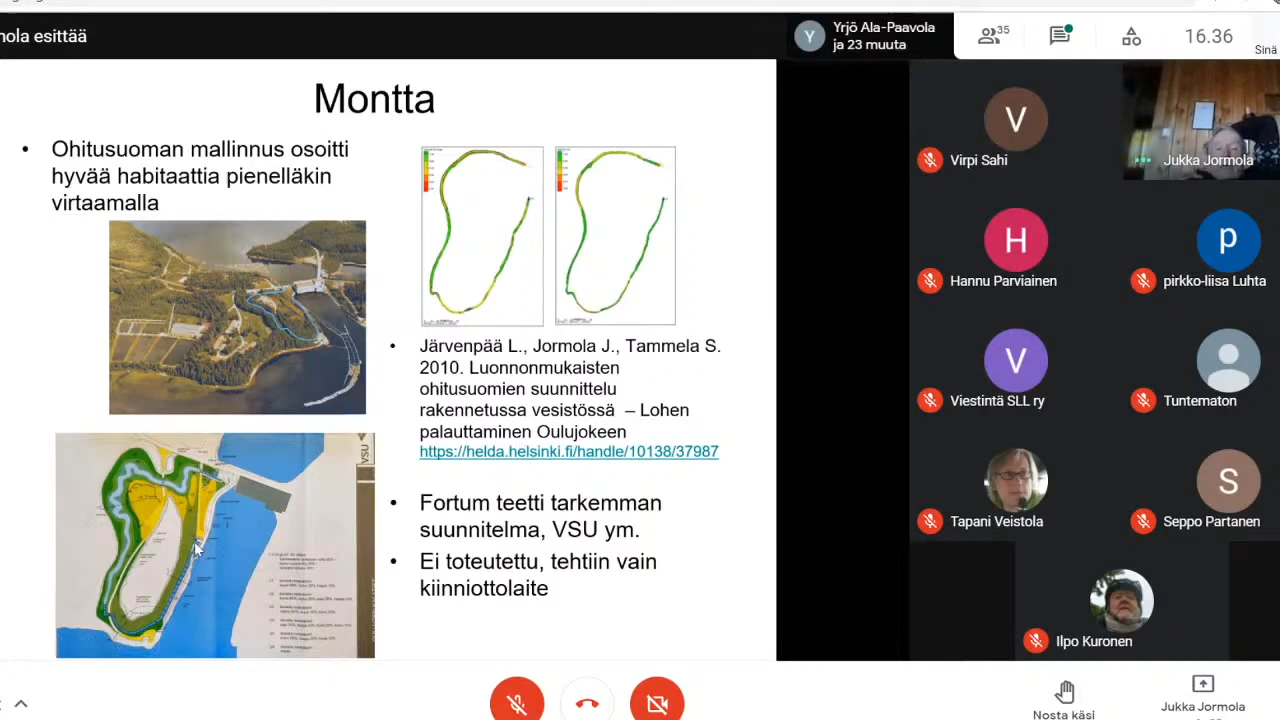 nola esittää
Y
Yrjö Ala-Paavola
ja 23 muuta
35
16.36
Sinä
Montta
• Ohitusuoman mallinnus osoitti
hyvää habitaattia pienelläkin
virtaamalla
• Järvenpää L., Jormola J., Tammela S.
2010. Luonnonmukaisten
ohitusuomien suunnittelu
rakennetussa vesistössä – Lohen
palauttaminen Oulujokeen
https://helda.helsinki.fi/handle/10138/37987
VSU
• Fortum teetti tarkemman
suunnitelma, VSU ym.
• Ei toteutettu, tehtiin vain
kiinniottolaite
V
Virpi Sahi
Jukka Jormola
H
Hannu Parviainen
p
pirkko-liisa Luhta
V
Viestintä SLL ry
Tuntematon
Tapani Veistola
S
Seppo Partanen
Ilpo Kuronen
Nosta käsi
Jukka Jormola